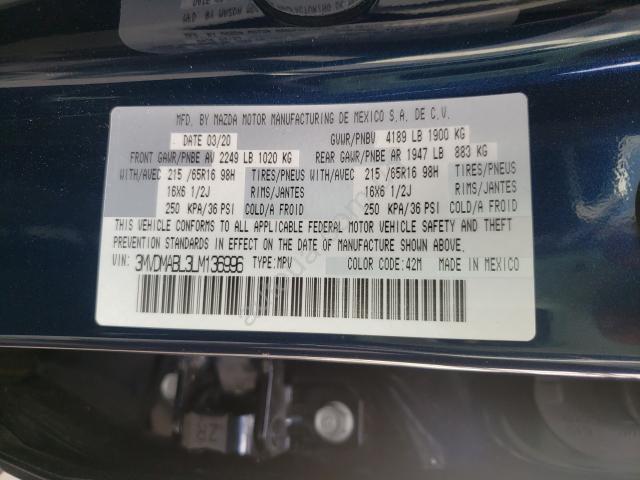 MFD. BY MAZDA MOTOR MANUFACTURING DE MEXICO S.A. DE C.V.
DATE 03/20 GVWR/PNBV 4189 LB 1900 KG
FRONT GAWR/PNBE AV 2249 LB 1020 KG REAR GAWR/PNBE AR 1947 LB 883 KG
WITH/AVEC 215 /65R16 98H TIRES/PNEUS WITH/AVEC 215 /65R16 98H TIRES/PNEUS
16X6 1/2J RIMS/JANTES 16X6 1/2J RIMS/JANTES
250 KPA/36 PSI COLD/A FROID 250 KPA/36 PSI COLD/A FROID
THIS VEHICLE CONFORMS TO ALL APPLICABLE FEDERAL MOTOR VEHICLE SAFETY AND THEFT
PREVENTION STANDARDS IN EFFECT ON THE DATE OF MANUFACTURE SHOWN ABOVE.
VIN: 3MVDMABL3LM136996 TYPE:MPV COLOR CODE:42M MADE IN MEXICO
2R